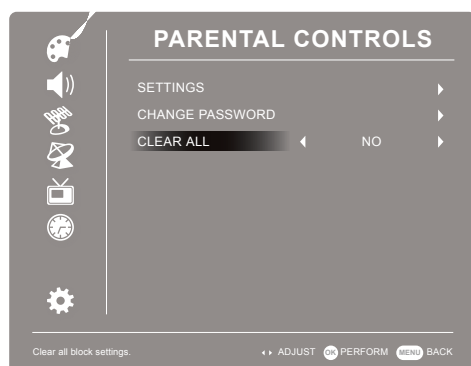 PARENTAL CONTROLS
SETTINGS
CHANGE PASSWORD
CLEAR ALL NO
Clear all block settings. ADJUST OK PERFORM MENU BACK